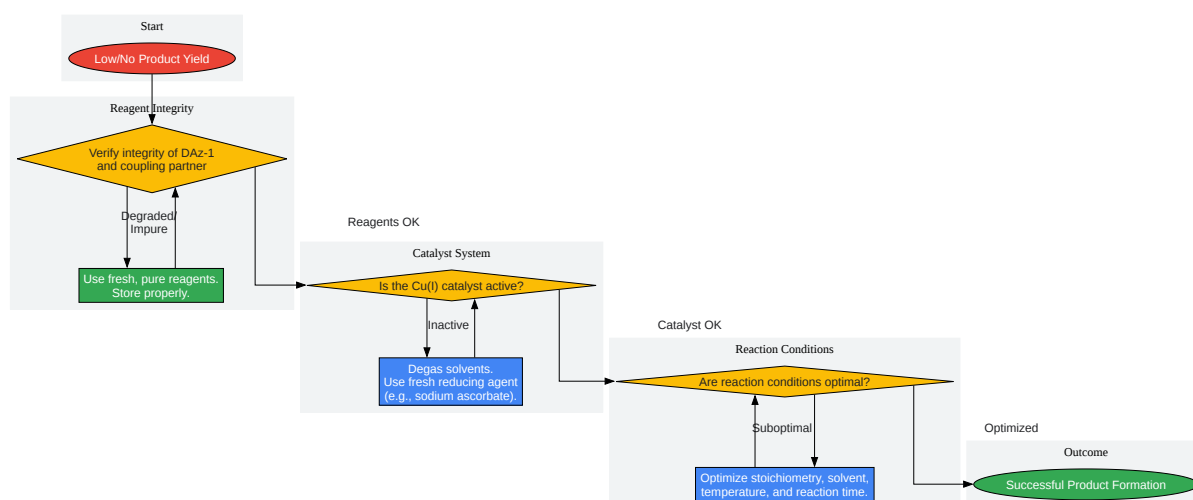 Start
Low/No Product Yield
Reagent Integrity
Verify integrity of DAz-1
and coupling partner
Degraded/
Impure
Use fresh, pure reagents.
Store properly.
Reagents OK
Catalyst System
Is the Cu(I) catalyst active?
Inactive
Degas solvents.
Use fresh reducing agent
(e.g., sodium ascorbate).
Catalyst OK
Reaction Conditions
Are reaction conditions optimal?
Suboptimal
Optimize stoichiometry, solvent,
temperature, and reaction time.
Optimized
Outcome
Successful Product Formation